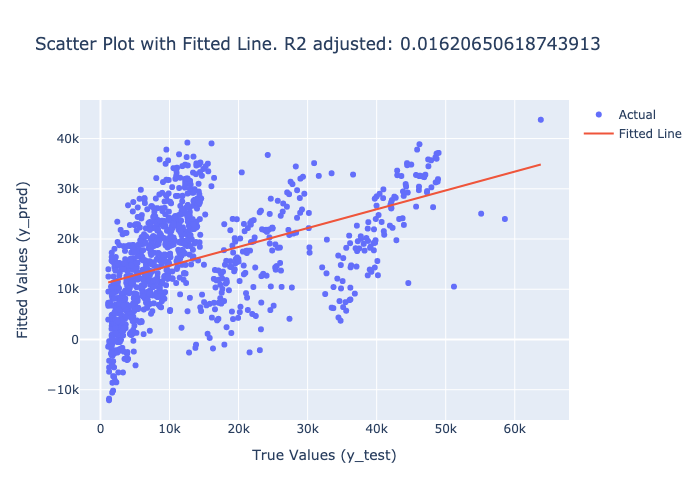 Scatter Plot with Fitted Line. R2 adjusted: 0.01620650618743913
Actual
Fitted Line
40k
30k
20k
10k
0
−10k
0 10k 20k 30k 40k 50k 60k
Fitted Values (y_pred)
True Values (y_test)